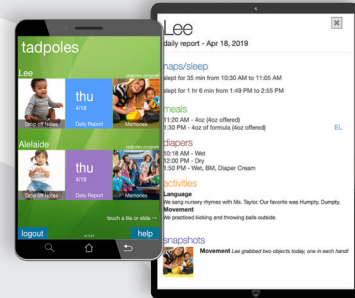 tadpoles
Lee
tadpoles program
Drop off Notes
thu
4/18
Daily Report
Memories
Alelaide
tadpoles program
Drop off Notes
thu
4/18
Daily Report
Memories
touch a tile or slide
logout
help
Lee
daily report - Apr 18, 2019
naps/sleep
slept for 35 min from 10:30 AM to 11:05 AM
slept for 1 hr 6 min from 1:49 PM to 2:55 PM
meals
11:20 AM - 4oz (4oz offered)
1:30 PM - 4oz of formula (4oz offered)
EL
diapers
10:18 AM - Wet
12:00 PM - Dry
1:50 PM - Wet, BM, Diaper Cream
activities
Language
We sang nursery rhymes with Ms. Taylor. Our favorite was Humpty, Dumpty.
Movement
We practiced kicking and throwing balls outside.
snapshots
Movement Lee grabbed two objects today, one in each hand!